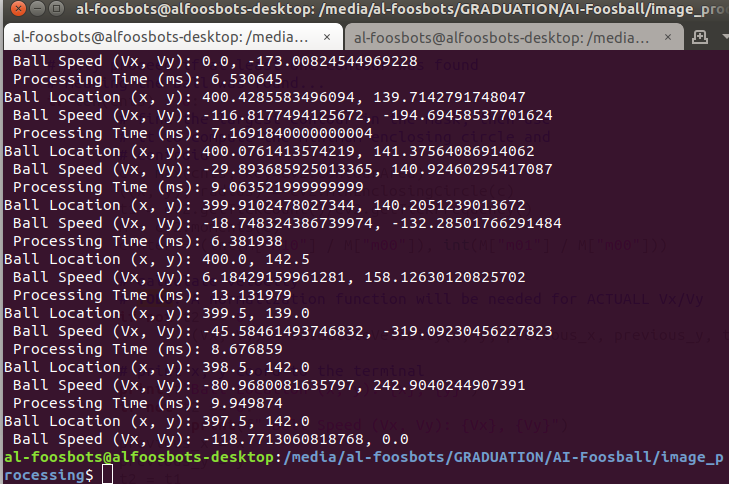 al-foosbots@alfoosbots-desktop: /media/al-foosbots/GRADUATION/AI-Foosball/image_pro
al-foosbots@alfoosbots-desktop: /media... × al-foosbots@alfoosbots-desktop: /media... ×
Ball Speed (Vx, Vy): 0.0, -173.00824544969228
Processing Time (ms): 6.530645
Ball Location (x, y): 400.4285583496094, 139.7142791748047
Ball Speed (Vx, Vy): -116.81774944125672, -194.69458537701624
Processing Time (ms): 7.1691840000000004
Ball Location (x, y): 400.0761413574219, 141.37564086914062
Ball Speed (Vx, Vy): -29.893685925013365, 140.92460295417087
Processing Time (ms): 9.063521999999999
Ball Location (x, y): 399.9102478027344, 140.2051239013672
Ball Speed (Vx, Vy): -18.748324386739974, -132.28501766291484
Processing Time (ms): 6.381938
Ball Location (x, y): 400.0, 142.5
Ball Speed (Vx, Vy): 6.18429159961281, 158.12630120825702
Processing Time (ms): 13.131979
Ball Location (x, y): 399.5, 139.0
Ball Speed (Vx, Vy): -45.58461493746832, -319.09230456227823
Processing Time (ms): 8.676859
Ball Location (x, y): 398.5, 142.0
Ball Speed (Vx, Vy): -80.9680081635797, 242.9040244907391
Processing Time (ms): 9.949874
Ball Location (x, y): 397.5, 142.0
Ball Speed (Vx, Vy): -118.7713060818768, 0.0
al-foosbots@alfoosbots-desktop:/media/al-foosbots/GRADUATION/AI-Foosball/image_p
rocessing$